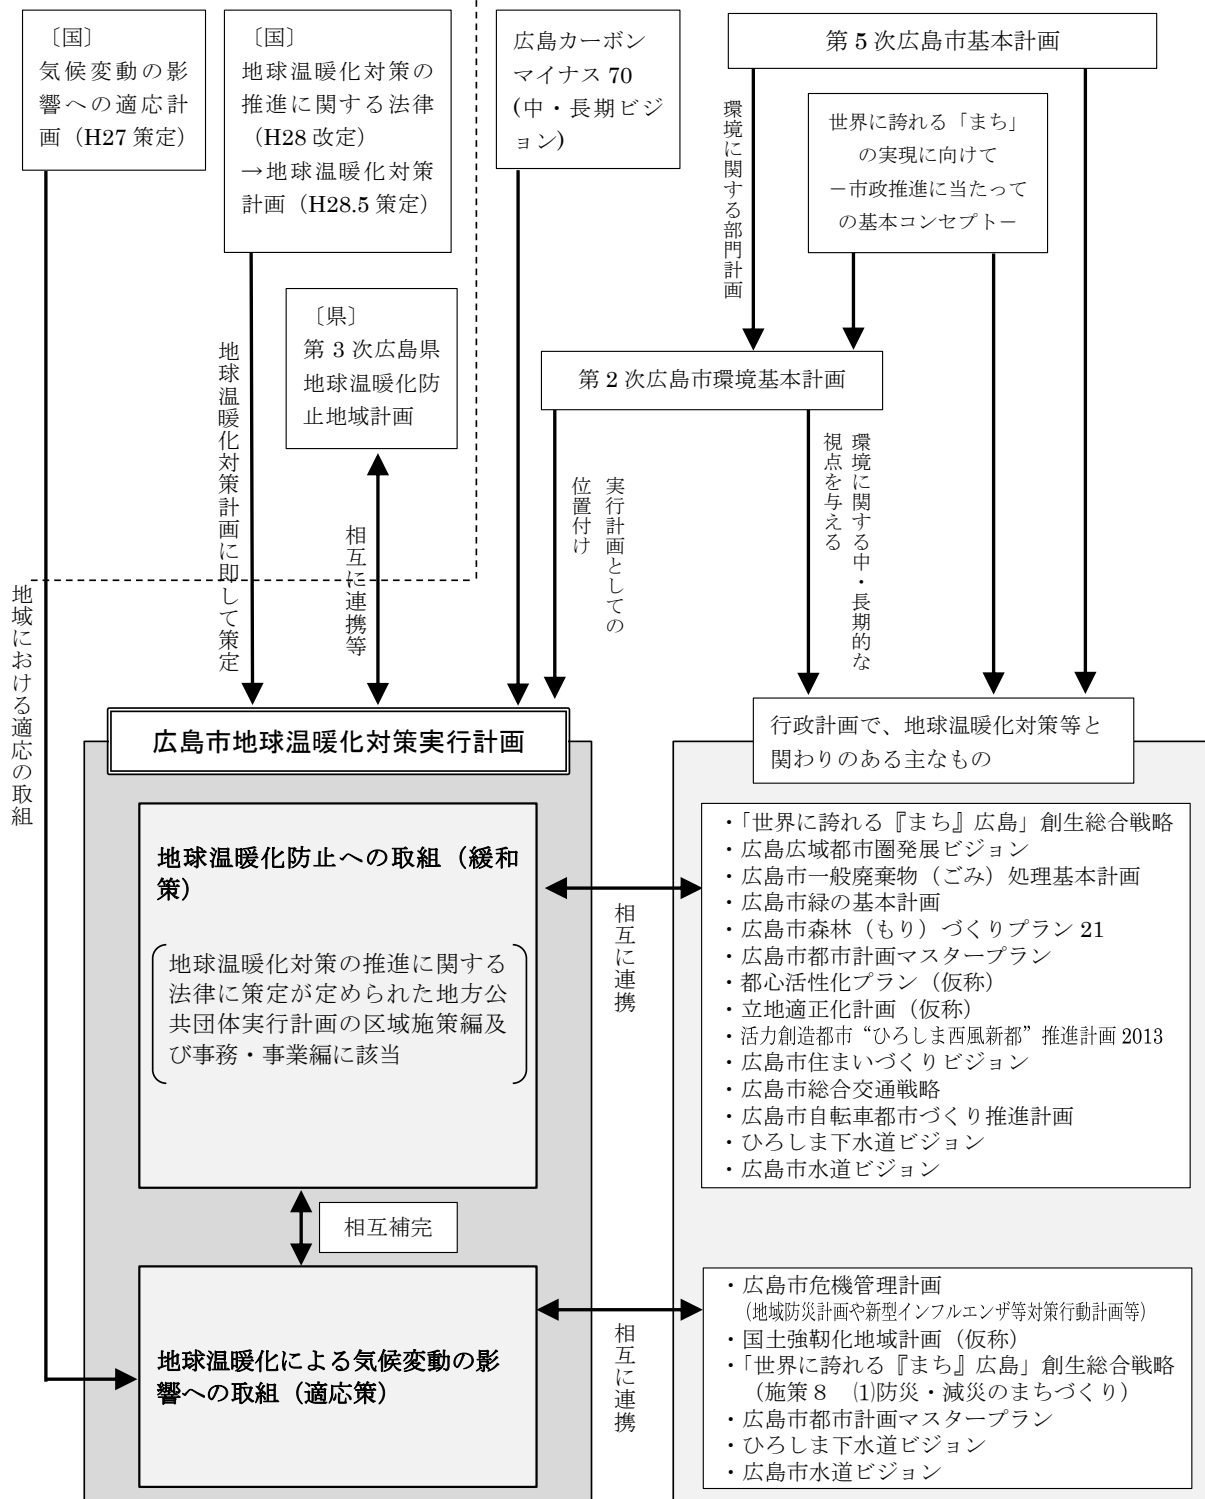 〔国〕
気候変動の影
響への適応計
画（H27 策定）
〔国〕
地球温暖化対策の
推進に関する法律
（H28 改定）
→地球温暖化対策
計画（H28.5 策定）
広島カーボン
マイナス 70
(中・長期ビジ
ョン)
第 5 次広島市基本計画
世界に誇れる「まち」
の実現に向けて
－市政推進に当たって
の基本コンセプト－
環境に関する部門計画
〔県〕
第 3 次広島県
地球温暖化防
止地域計画
第 2 次広島市環境基本計画
地球温暖化対策計画に即して策定
相互に連携等
実行計画としての
位置付け
環境に関する中・長期的な
視点を与える
地域における適応の取組
広島市地球温暖化対策実行計画
行政計画で、地球温暖化対策等と
関わりのある主なもの
地球温暖化防止への取組（緩和
策）
地球温暖化対策の推進に関する
法律に策定が定められた地方公
共団体実行計画の区域施策編及
び事務・事業編に該当
相互に連携
・「世界に誇れる『まち』広島」創生総合戦略
・広島広域都市圏発展ビジョン
・広島市一般廃棄物（ごみ）処理基本計画
・広島市緑の基本計画
・広島市森林（もり）づくりプラン 21
・広島市都市計画マスタープラン
・都心活性化プラン（仮称）
・立地適正化計画（仮称）
・活力創造都市“ひろしま西風新都”推進計画 2013
・広島市住まいづくりビジョン
・広島市総合交通戦略
・広島市自転車都市づくり推進計画
・ひろしま下水道ビジョン
・広島市水道ビジョン
相互補完
地球温暖化による気候変動の影
響への取組（適応策）
相互に連携
・広島市危機管理計画
（地域防災計画や新型インフルエンザ等対策行動計画等）
・国土強靭化地域計画（仮称）
・「世界に誇れる『まち』広島」創生総合戦略
（施策 8　⑴防災・減災のまちづくり）
・広島市都市計画マスタープラン
・ひろしま下水道ビジョン
・広島市水道ビジョン